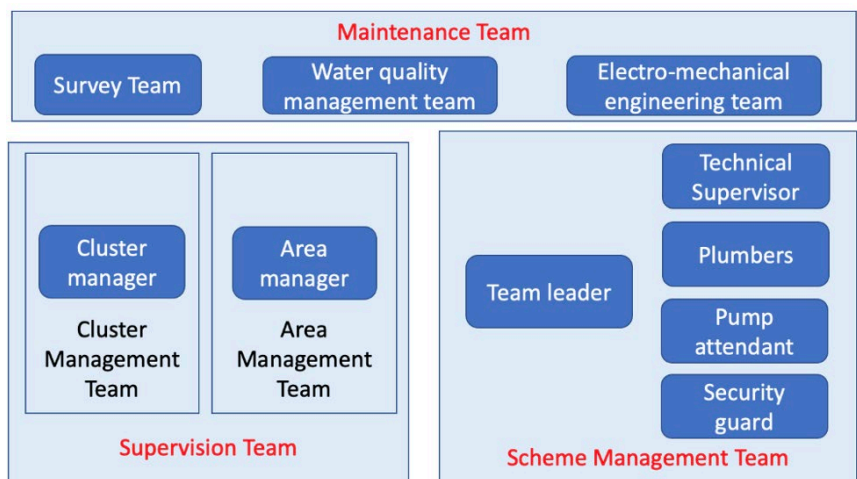 Maintenance Team
Survey Team
Water quality
management team
Electro-mechanical
engineering team
Cluster
manager
Cluster
Management
Team
Area
manager
Area
Management
Team
Supervision Team
Team leader
Technical
Supervisor
Plumbers
Pump
attendant
Security
guard
Scheme Management Team